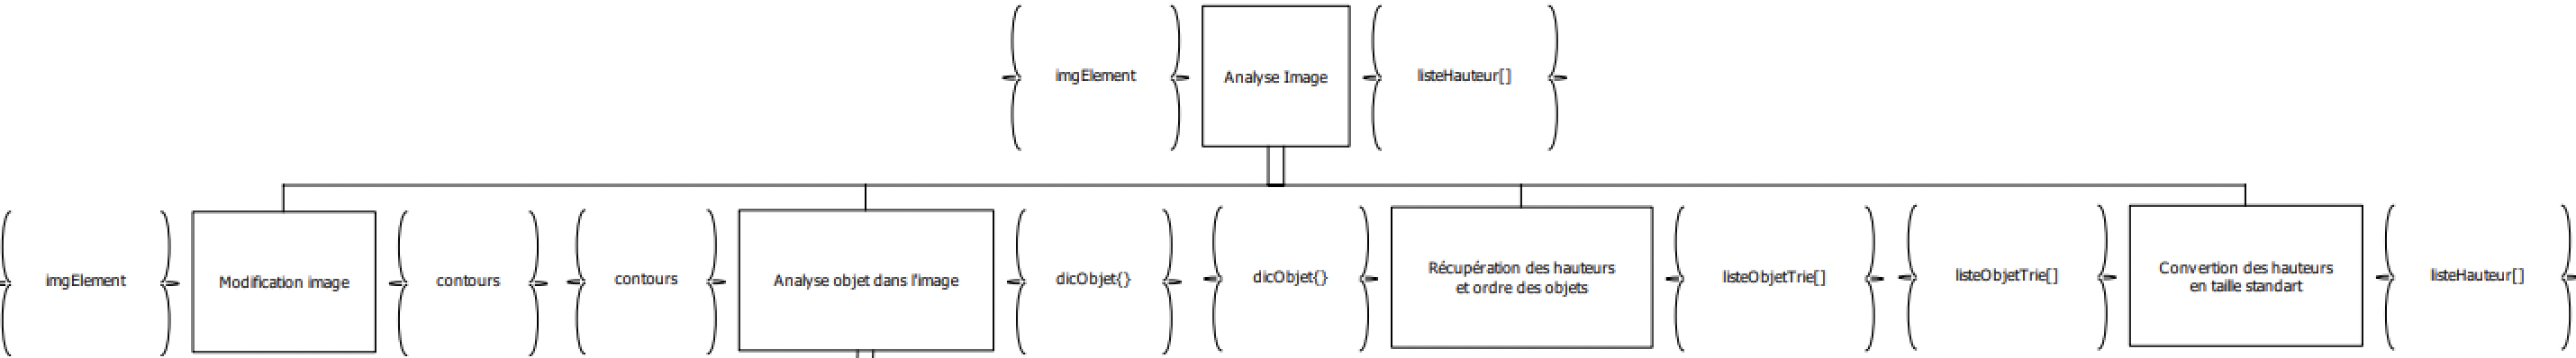 imgElement
Analyse Image
listeHauteur[]
imgElement
Modification image
contours
contours
Analyse objet dans l'image
dicObjet{}
dicObjet{}
Récupération des hauteurs
et ordre des objets
listeObjetTrie[]
listeObjetTrie[]
Convertion des hauteurs
en taille standart
listeHauteur[]